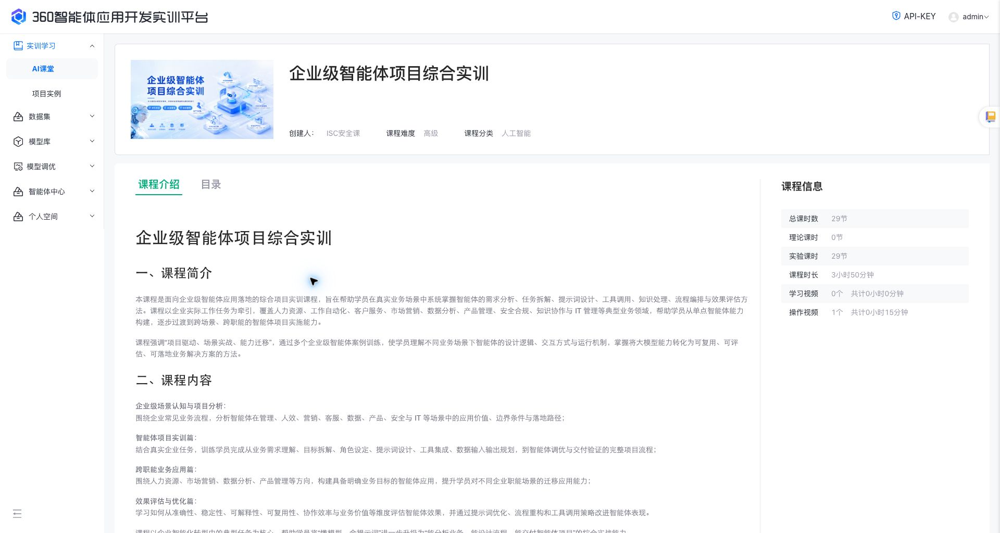 360智能体应用开发实训平台
API-KEY
admin
实训学习
AI课堂
项目实例
数据集
模型库
模型调优
智能体中心
个人空间
企业级智能体
项目综合实训
企业级智能体项目综合实训
创建人： ISC安全课 课程难度 高级 课程分类 人工智能
课程介绍 目录
企业级智能体项目综合实训
一、课程简介
本课程是面向企业级智能体应用落地的综合项目实训课程，旨在帮助学员在真实业务场景中系统掌握智能体的需求分析、任务拆解、提示词设计、工具调用、知识处理、流程编排与效果评估方
法。课程以企业实际工作任务为牵引，覆盖人力资源、工作自动化、客户服务、市场营销、数据分析、产品管理、安全合规、知识协作与 IT 管理等典型业务领域，帮助学员从单点智能体能力
构建，逐步过渡到跨场景、跨职能的智能体项目实施能力。
课程强调“项目驱动、场景实战、能力迁移”，通过多个企业级智能体案例训练，使学员理解不同业务场景下智能体的设计逻辑、交互方式与运行机制，掌握将大模型能力转化为可复用、可评
估、可落地业务解决方案的方法。
二、课程内容
企业级场景认知与项目分析：
围绕企业常见业务流程，分析智能体在管理、人效、营销、客服、数据、产品、安全与 IT 等场景中的应用价值、边界条件与落地路径；
智能体项目实训篇：
结合真实企业任务，训练学员完成从业务需求理解、目标拆解、角色设定、提示词设计、工具集成、数据输入输出规划，到智能体调优与交付验证的完整项目流程；
跨职能业务应用篇：
围绕人力资源、市场营销、数据分析、产品管理等方向，构建具备明确业务目标的智能体应用，提升学员对不同企业职能场景的迁移应用能力；
效果评估与优化篇：
学习如何从准确性、稳定性、可解释性、可复用性、协作效率与业务价值等维度评估智能体效果，并通过提示词优化、流程重构和工具调用策略改进智能体表现。
课程以企业智能化转型中的典型任务为核心，帮助学员将“懂模型、会提示词”进一步升级为“能分析业务、能设计流程、能交付智能体项目”的综合实战能力
课程信息
总课时数 29节
理论课时 0节
实验课时 29节
课程时长 3小时50分钟
学习视频 0个 共计0小时0分钟
操作视频 1个 共计0小时15分钟